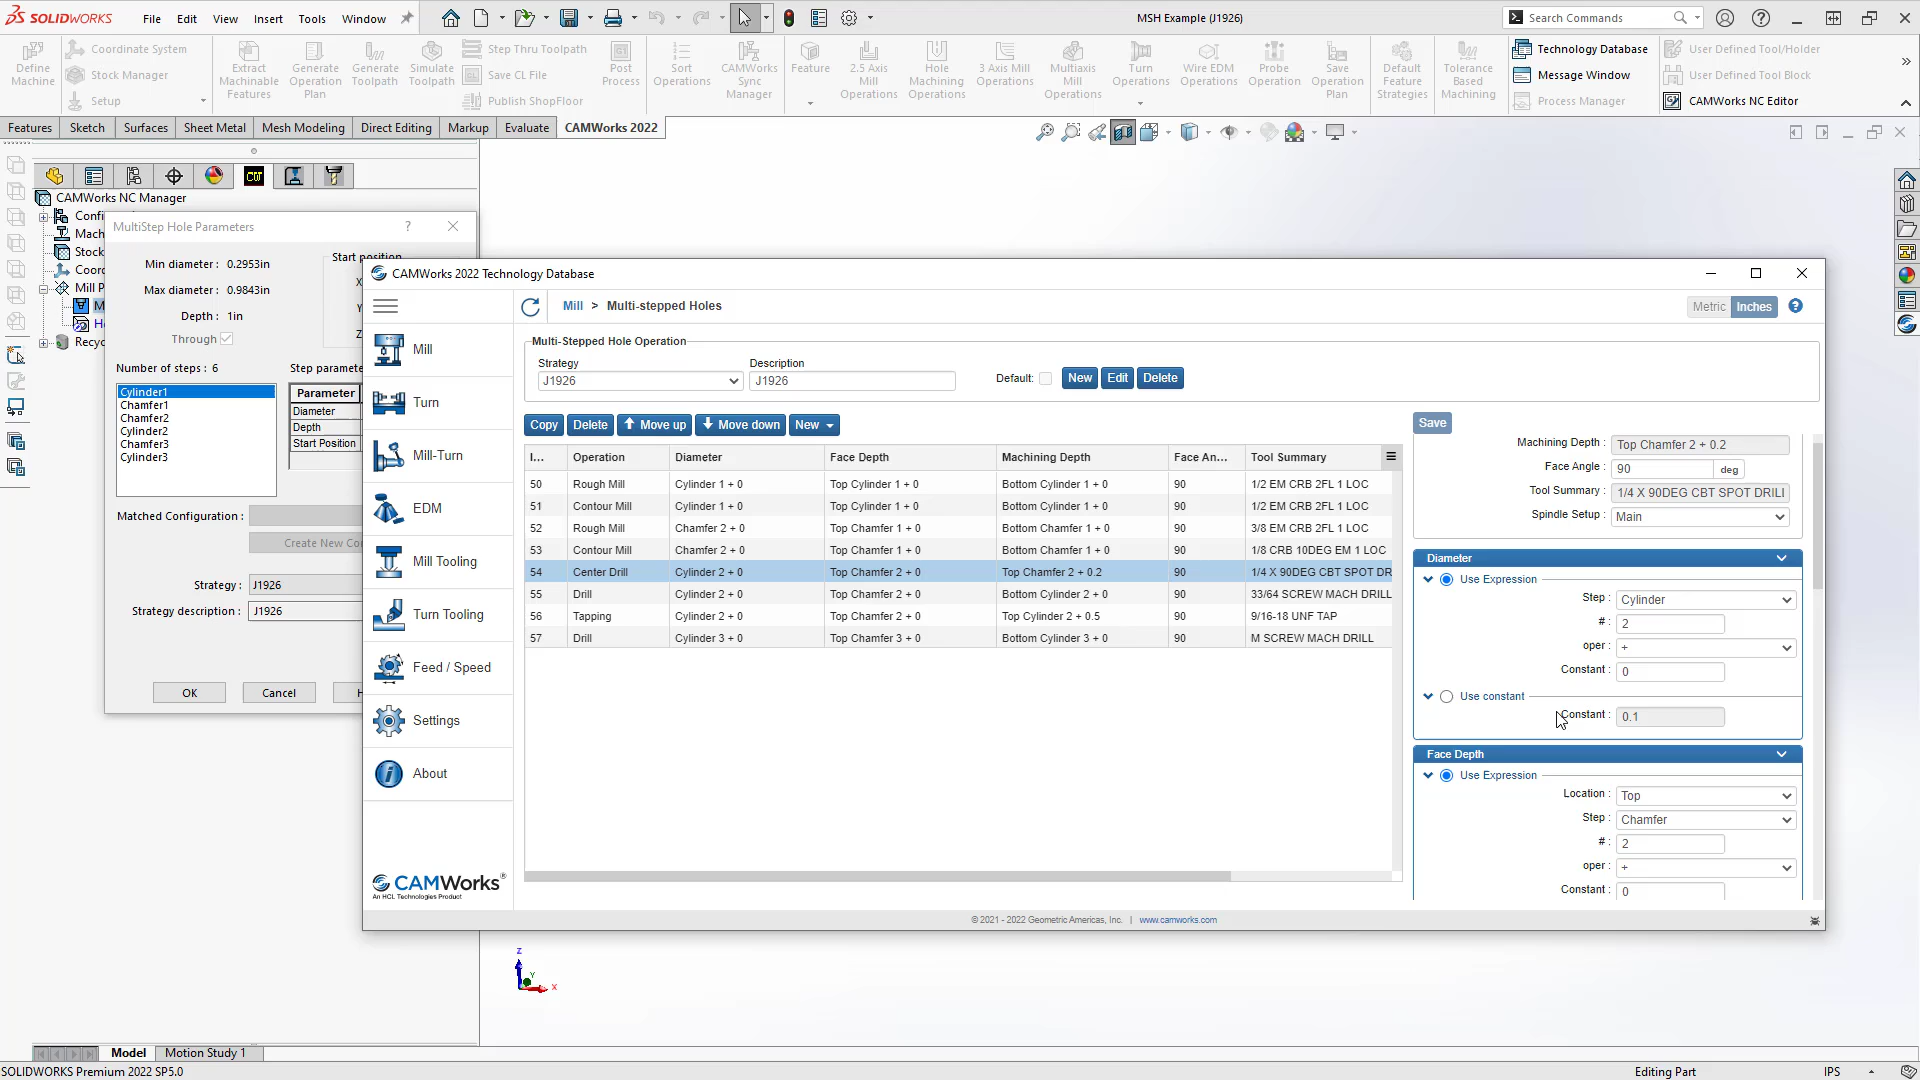 SOLIDWORKS
File Edit View Insert Tools Window
MSH Example (J1926)
Search Commands
Define Machine
Coordinate System
Stock Manager
Setup
Extract Machinable Features
Generate Operation Plan
Generate Toolpath
Simulate Toolpath
Step Thru Toolpath
Save CL File
Publish ShopFloor
Post Process
Sort Operations
CAMWorks Sync Manager
Feature
2.5 Axis Mill Operations
Hole Machining Operations
3 Axis Mill Operations
Multiaxis Mill Operations
Turn Operations
Wire EDM Operations
Probe Operation
Save Operation Plan
Default Feature Strategies
Tolerance Based Machining
Technology Database
Message Window
Process Manager
User Defined Tool/Holder
User Defined Tool Block
CAMWorks NC Editor
Features Sketch Surfaces Sheet Metal Mesh Modeling Direct Editing Markup Evaluate CAMWorks 2022
CAMWorks NC Manager
Confi
Mach
Stock
Coord
Mill P
M
Recyc
MultiStep Hole Parameters ?
Min diameter : 0.2953in
Max diameter : 0.9843in
Depth : 1in
Through
Start position
X
Y
Z
Number of steps : 6
Cylinder1
Chamfer1
Chamfer2
Cylinder2
Chamfer3
Cylinder3
Step parame
Parameter
Diameter
Depth
Start Position
Matched Configuration :
Create New Co
Strategy : J1926
Strategy description : J1926
OK Cancel H
CAMWorks 2022 Technology Database
Mill > Multi-stepped Holes
Metric Inches
Mill
Turn
Mill-Turn
EDM
Mill Tooling
Turn Tooling
Feed / Speed
Settings
About
CAMWorks®
An HCL Technologies Product
Multi-Stepped Hole Operation
Strategy Description
J1926 J1926
Default: New Edit Delete
Copy Delete Move up Move down New
I... Operation Diameter Face Depth Machining Depth Face An... Tool Summary
50 Rough Mill Cylinder 1 + 0 Top Cylinder 1 + 0 Bottom Cylinder 1 + 0 90 1/2 EM CRB 2FL 1 LOC
51 Contour Mill Cylinder 1 + 0 Top Cylinder 1 + 0 Bottom Cylinder 1 + 0 90 1/2 EM CRB 2FL 1 LOC
52 Rough Mill Chamfer 2 + 0 Top Chamfer 1 + 0 Bottom Chamfer 1 + 0 90 3/8 EM CRB 2FL 1 LOC
53 Contour Mill Chamfer 2 + 0 Top Chamfer 1 + 0 Bottom Chamfer 1 + 0 90 1/8 CRB 10DEG EM 1 LOC
54 Center Drill Cylinder 2 + 0 Top Chamfer 2 + 0 Top Chamfer 2 + 0.2 90 1/4 X 90DEG CBT SPOT DR
55 Drill Cylinder 2 + 0 Top Chamfer 2 + 0 Bottom Cylinder 2 + 0 90 33/64 SCREW MACH DRILL
56 Tapping Cylinder 2 + 0 Top Chamfer 2 + 0 Top Cylinder 2 + 0.5 90 9/16-18 UNF TAP
57 Drill Cylinder 3 + 0 Top Chamfer 3 + 0 Bottom Cylinder 3 + 0 90 M SCREW MACH DRILL
Save
Machining Depth : Top Chamfer 2 + 0.2
Face Angle : 90 deg
Tool Summary : 1/4 X 90DEG CBT SPOT DRILI
Spindle Setup : Main
Diameter
Use Expression
Step : Cylinder
# : 2
oper : +
Constant : 0
Use constant
Constant : 0.1
Face Depth
Use Expression
Location : Top
Step : Chamfer
# : 2
oper : +
Constant : 0
© 2021 - 2022 Geometric Americas, Inc. | www.camworks.com
Z
Y
X
Model Motion Study 1
SOLIDWORKS Premium 2022 SP5.0
Editing Part IPS